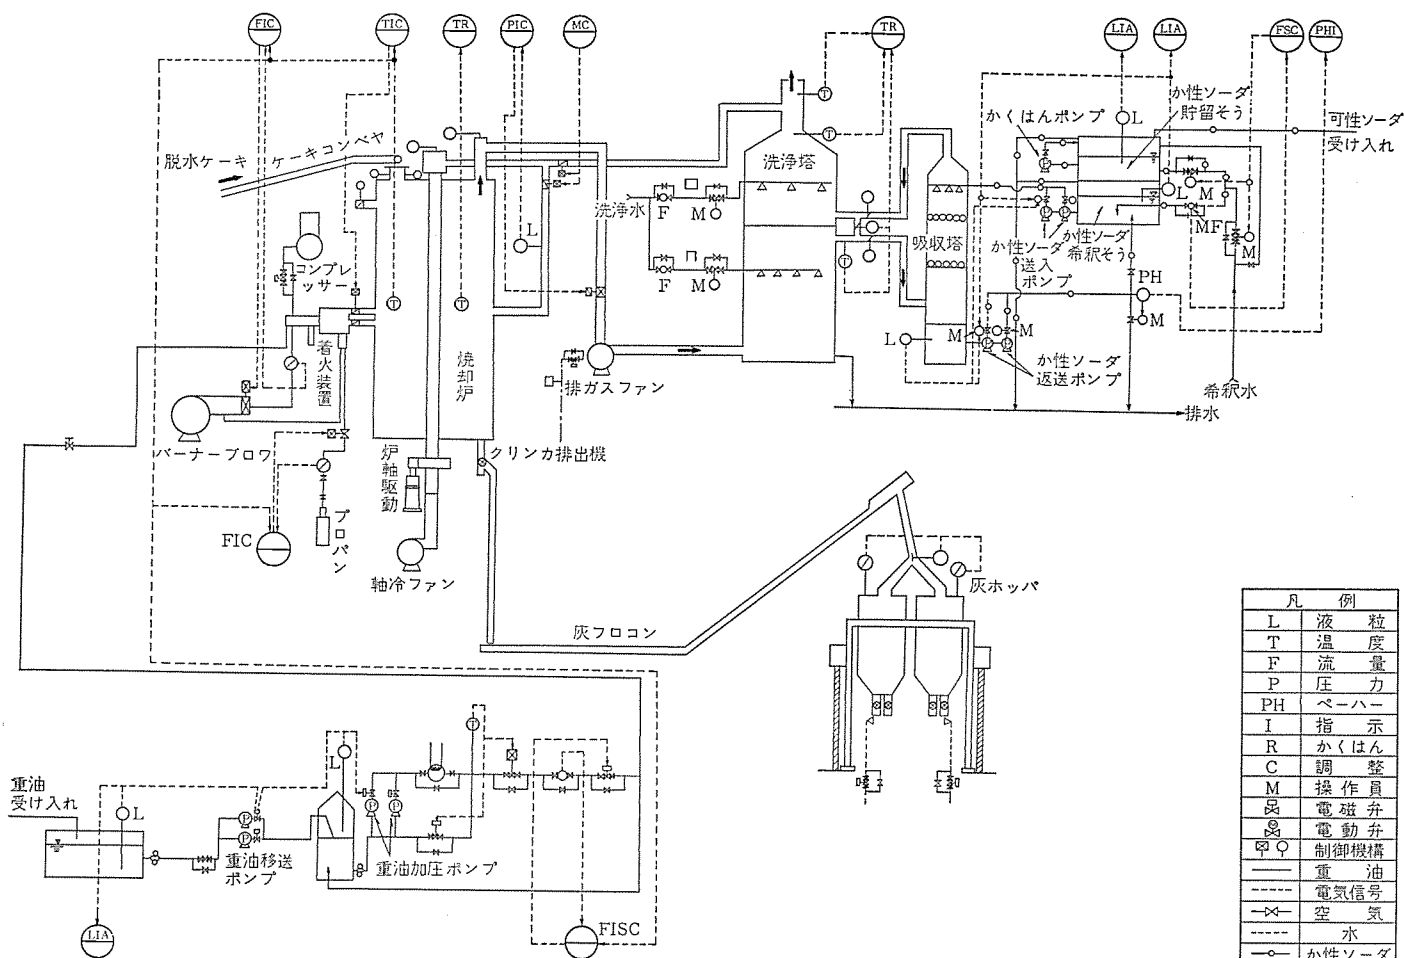 FIC
TIC
TR
PIC
MC
TR
LIA
LIA
FSC
PHI
脱水ケーキ
ケーキコンベヤ
洗浄塔
かくはんポンプ
か性ソーダ
貯留そう
可性ソーダ
受け入れ
L
T
T
洗浄水
F
M
F
M
L
T
T
T
吸収塔
か性ソーダ
送入
ポンプ
か性ソーダ
希釈そう
P
P
P
L
M
MF
M
PH
M
コンプレ
ッサー
着火装置
焼却炉
排ガスファン
L
M
M
P
P
か性ソーダ
返送ポンプ
希釈水
排水
バーナーブロワ
炉軸駆動
クリンカ排出機
FIC
プロパン
軸冷ファン
灰フロコン
灰ホッパ
重油
受け入れ
L
P
P
重油移送
ポンプ
L
P
P
重油加圧ポンプ
T
LIA
FISC
凡 例
L 液 粒
T 温 度
F 流 量
P 圧 力
PH ペーハー
I 指 示
R かくはん
C 調 整
M 操作員
電磁弁
電動弁
制御機構
重 油
電気信号
空 気
水
か性ソーダ